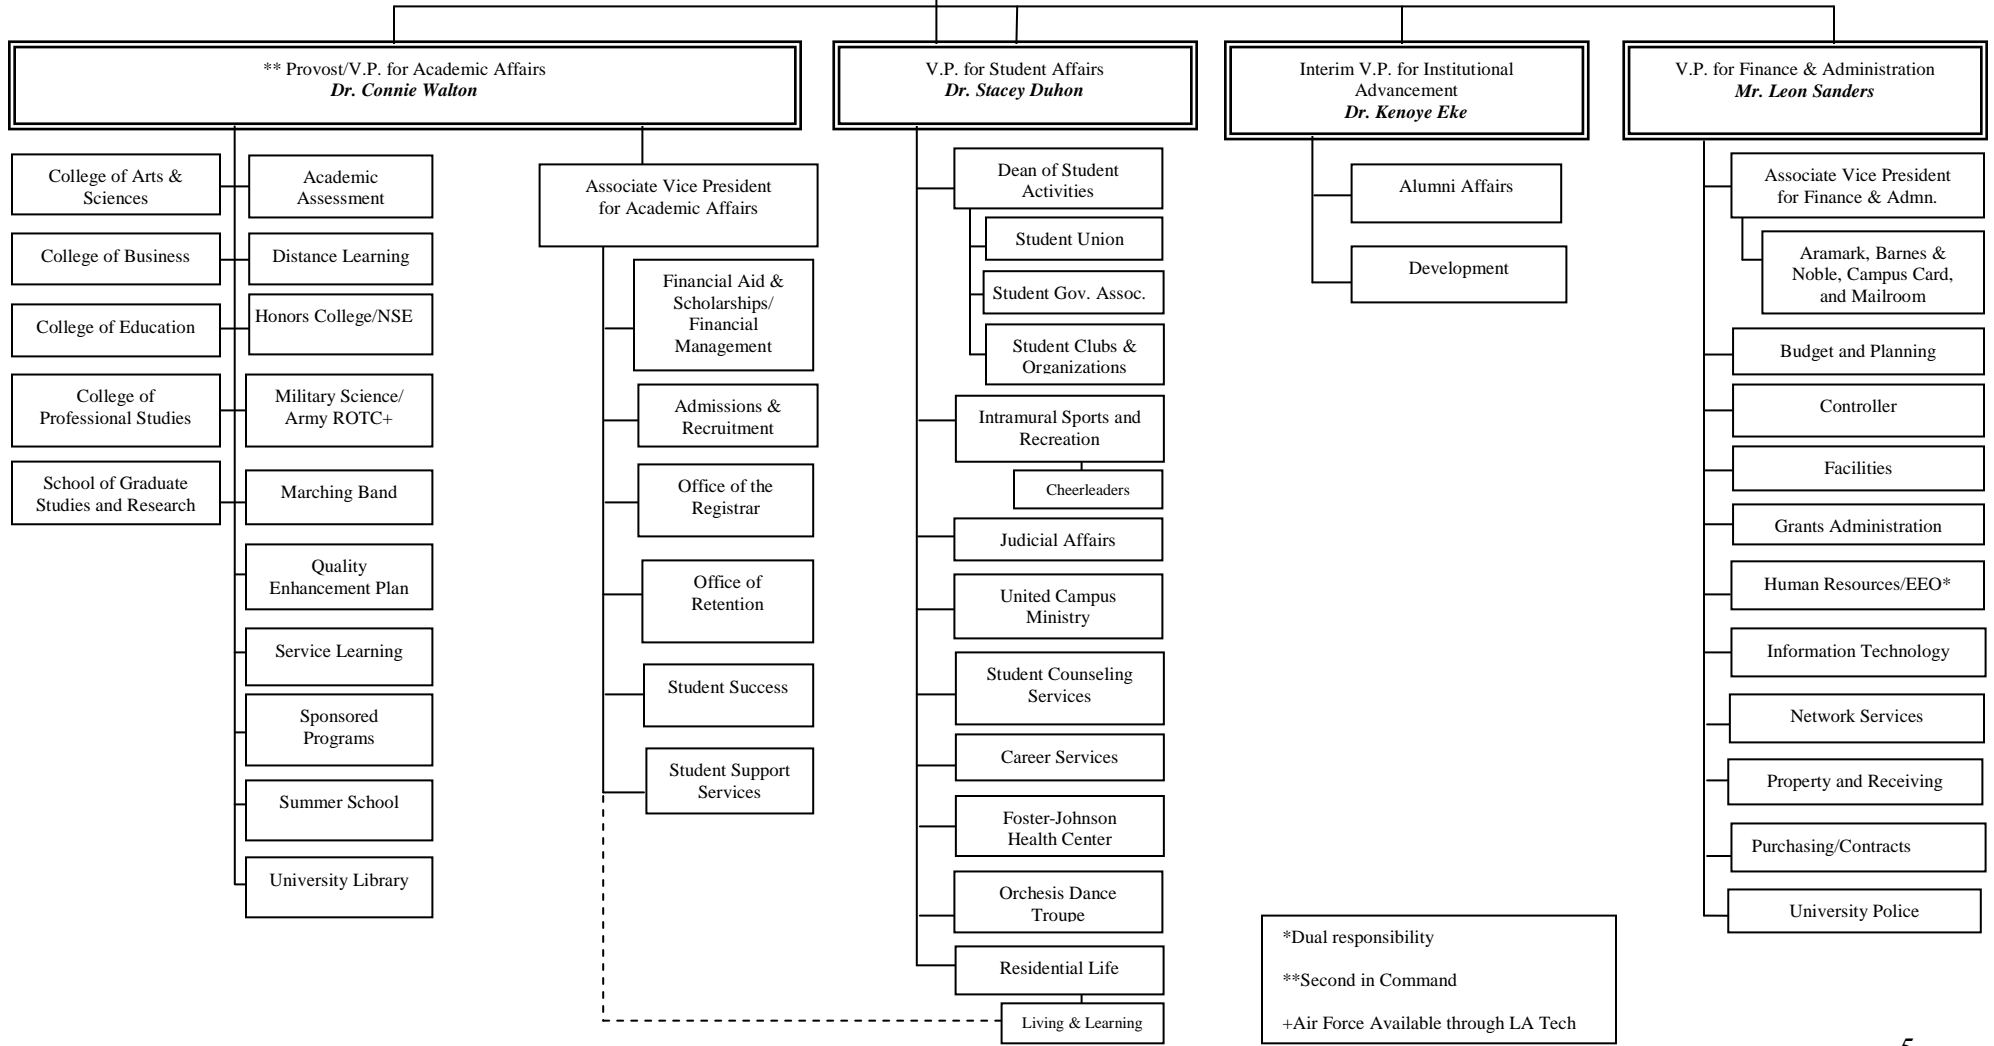 ** Provost/V.P. for Academic Affairs
Dr. Connie Walton
College of Arts &
Sciences
College of Business
College of Education
College of
Professional Studies
School of Graduate
Studies and Research
Academic
Assessment
Distance Learning
Honors College/NSE
Military Science/
Army ROTC+
Marching Band
Quality
Enhancement Plan
Service Learning
Sponsored
Programs
Summer School
University Library
Associate Vice President
for Academic Affairs
Financial Aid &
Scholarships/
Financial
Management
Admissions &
Recruitment
Office of the
Registrar
Office of
Retention
Student Success
Student Support
Services
V.P. for Student Affairs
Dr. Stacey Duhon
Dean of Student
Activities
Student Union
Student Gov. Assoc.
Student Clubs &
Organizations
Intramural Sports and
Recreation
Cheerleaders
Judicial Affairs
United Campus
Ministry
Student Counseling
Services
Career Services
Foster-Johnson
Health Center
Orchesis Dance
Troupe
Residential Life
Living & Learning
Interim V.P. for Institutional
Advancement
Dr. Kenoye Eke
Alumni Affairs
Development
V.P. for Finance & Administration
Mr. Leon Sanders
Associate Vice President
for Finance & Admn.
Aramark, Barnes &
Noble, Campus Card,
and Mailroom
Budget and Planning
Controller
Facilities
Grants Administration
Human Resources/EEO*
Information Technology
Network Services
Property and Receiving
Purchasing/Contracts
University Police
*Dual responsibility
**Second in Command
+Air Force Available through LA Tech
5